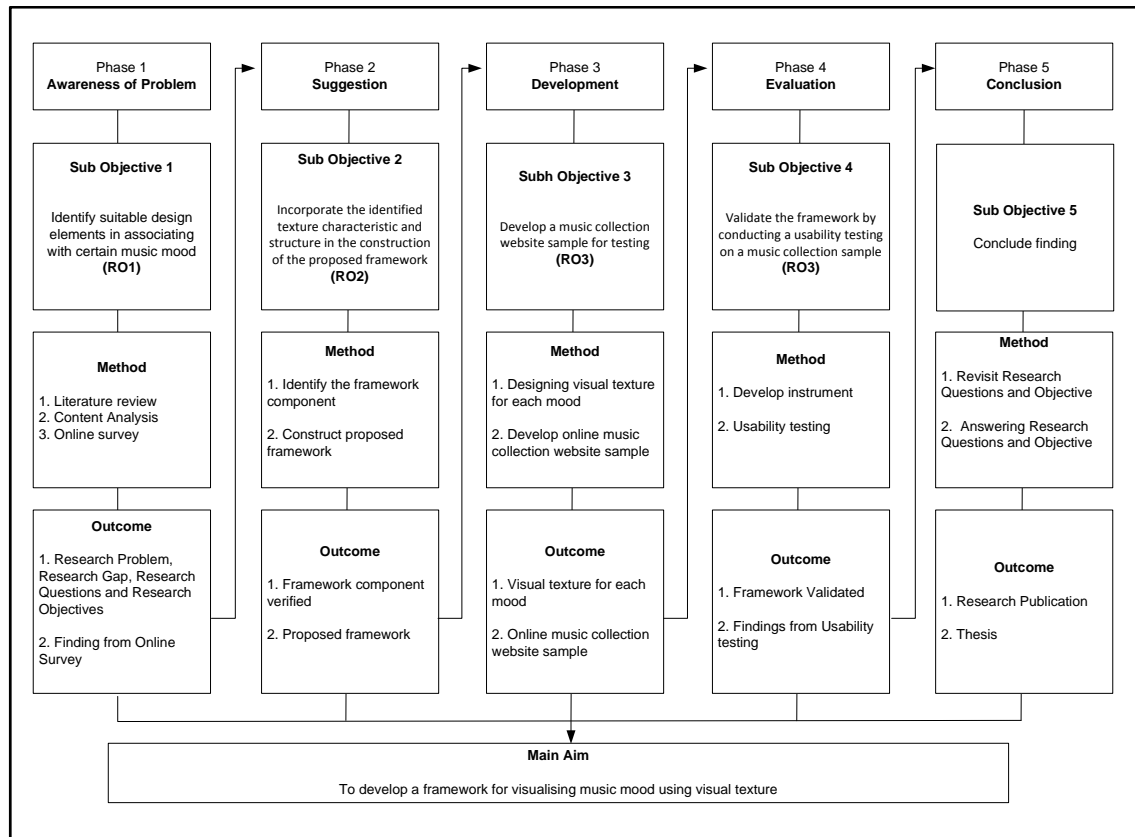 Phase 1
Awareness of Problem
Sub Objective 1
Identify suitable design
elements in associating
with certain music mood
(RO1)
Method
1. Literature review
2. Content Analysis
3. Online survey
Outcome
1. Research Problem,
Research Gap, Research
Questions and Research
Objectives
2. Finding from Online
Survey
Phase 2
Suggestion
Sub Objective 2
Incorporate the identified
texture characteristic and
structure in the construction
of the proposed framework
(RO2)
Method
1. Identify the framework
component
2. Construct proposed
framework
Outcome
1. Framework component
verified
2. Proposed framework
Phase 3
Development
Subh Objective 3
Develop a music collection
website sample for testing
(RO3)
Method
1. Designing visual texture
for each mood
2. Develop online music
collection website sample
Outcome
1. Visual texture for each
mood
2. Online music collection
website sample
Phase 4
Evaluation
Sub Objective 4
Validate the framework by
conducting a usability testing
on a music collection sample
(RO3)
Method
1. Develop instrument
2. Usability testing
Outcome
1. Framework Validated
2. Findings from Usability
testing
Phase 5
Conclusion
Sub Objective 5
Conclude finding
Method
1. Revisit Research
Questions and Objective
2. Answering Research
Questions and Objective
Outcome
1. Research Publication
2. Thesis
Main Aim
To develop a framework for visualising music mood using visual texture